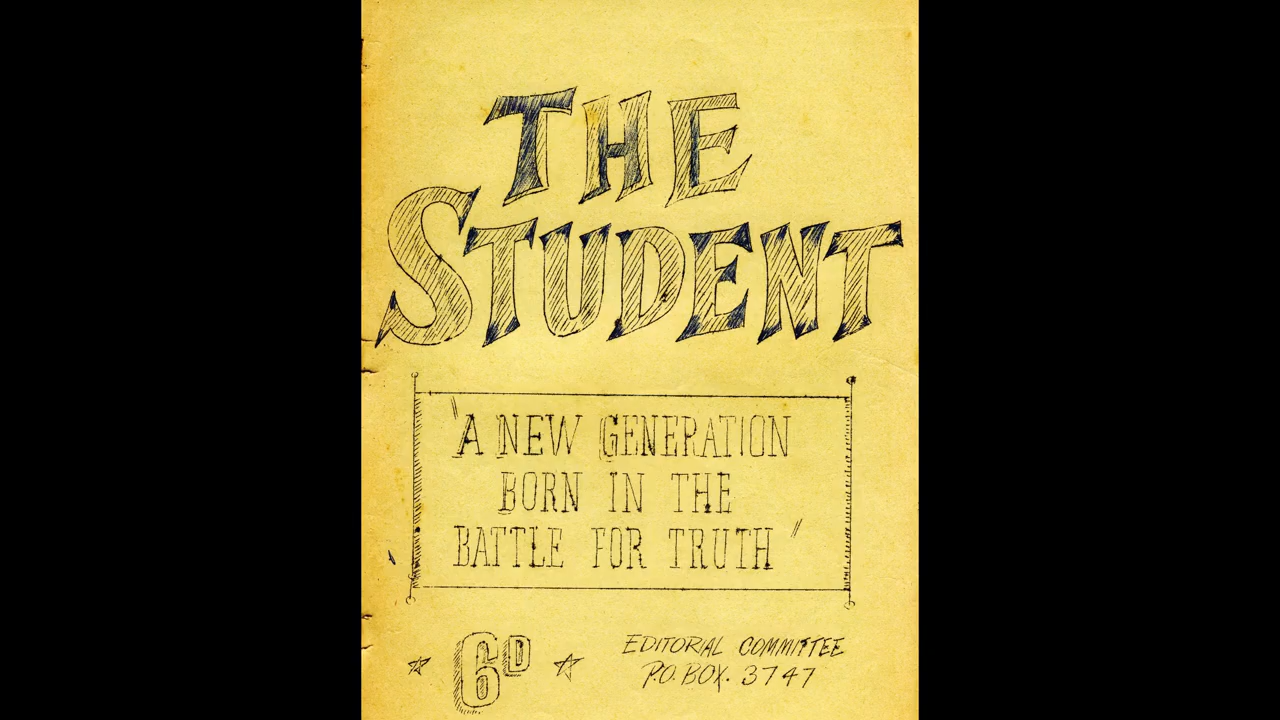 THE
STUDENT
"A NEW GENERATION
BORN IN THE
BATTLE FOR TRUTH"
6D
EDITORIAL COMMITTEE
P.O. BOX. 3747